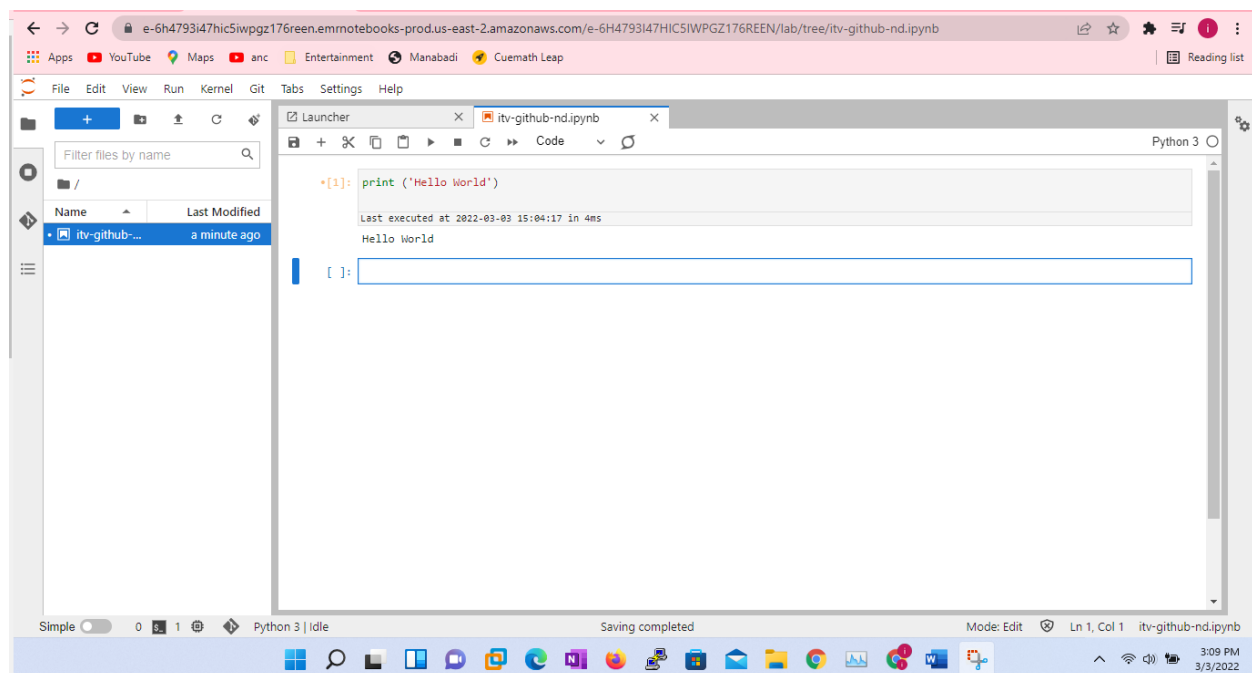 e-6h4793i47hic5iwpgz176reen.emrnotebooks-prod.us-east-2.amazonaws.com/e-6H4793I47HIC5IWPGZ176REEN/lab/tree/itv-github-nd.ipynb
i
Apps YouTube Maps anc Entertainment Manabadi Cuemath Leap Reading list
File Edit View Run Kernel Git Tabs Settings Help
Launcher itv-github-nd.ipynb
Code Python 3
Filter files by name
/
Name Last Modified
itv-github-... a minute ago
*[1]: print ('Hello World')
Last executed at 2022-03-03 15:04:17 in 4ms
Hello World
[ ]:
Simple 0 $_ 1 Python 3 | Idle Saving completed Mode: Edit Ln 1, Col 1 itv-github-nd.ipynb
3:09 PM
3/3/2022